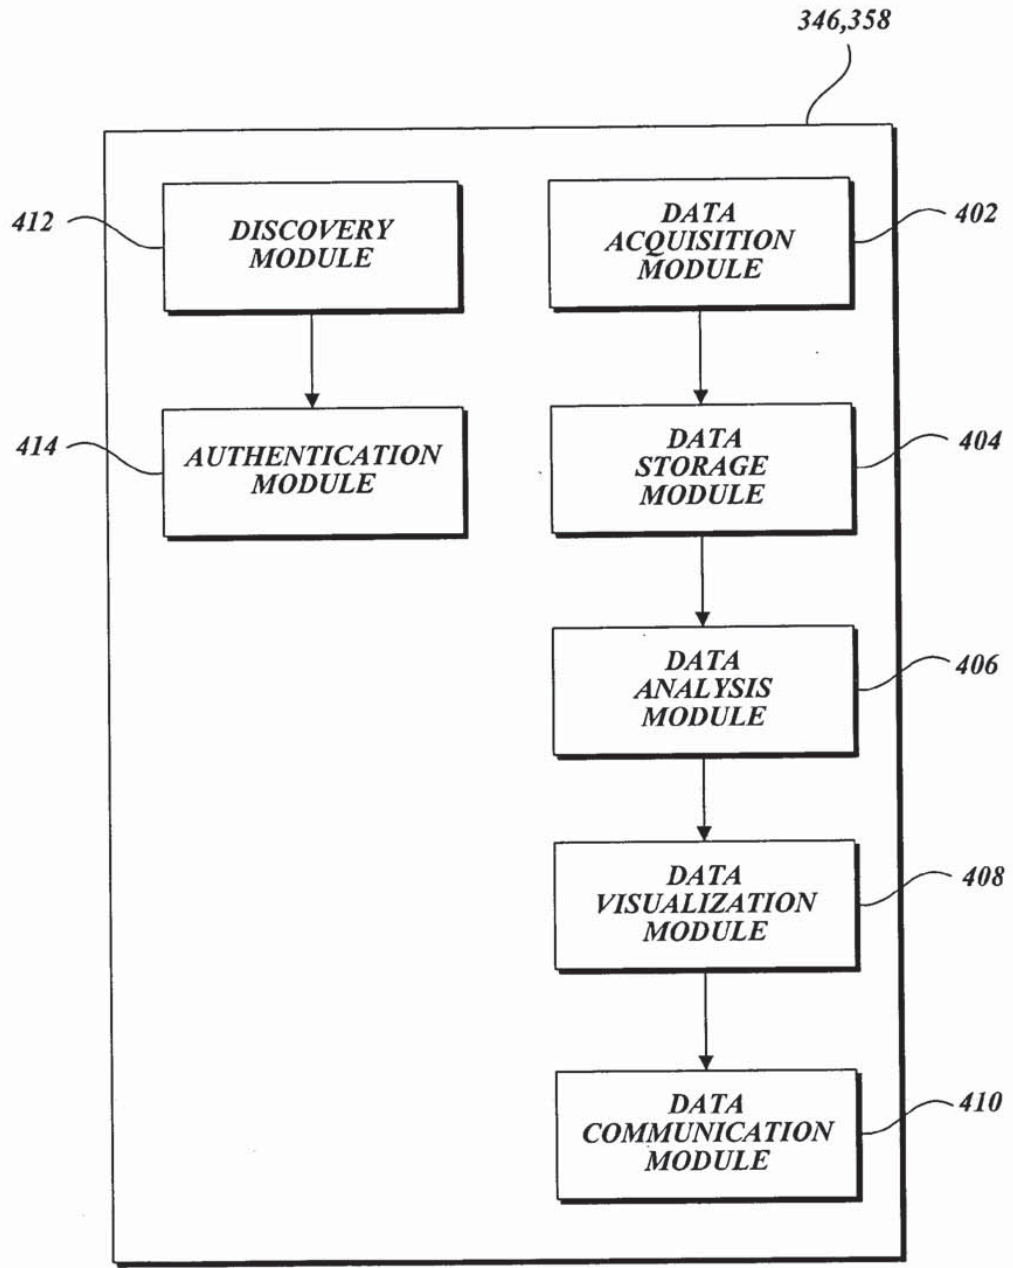 346,358
412
DISCOVERY
MODULE
DATA
ACQUISITION
MODULE
402
414
AUTHENTICATION
MODULE
DATA
STORAGE
MODULE
404
DATA
ANALYSIS
MODULE
406
DATA
VISUALIZATION
MODULE
408
DATA
COMMUNICATION
MODULE
410